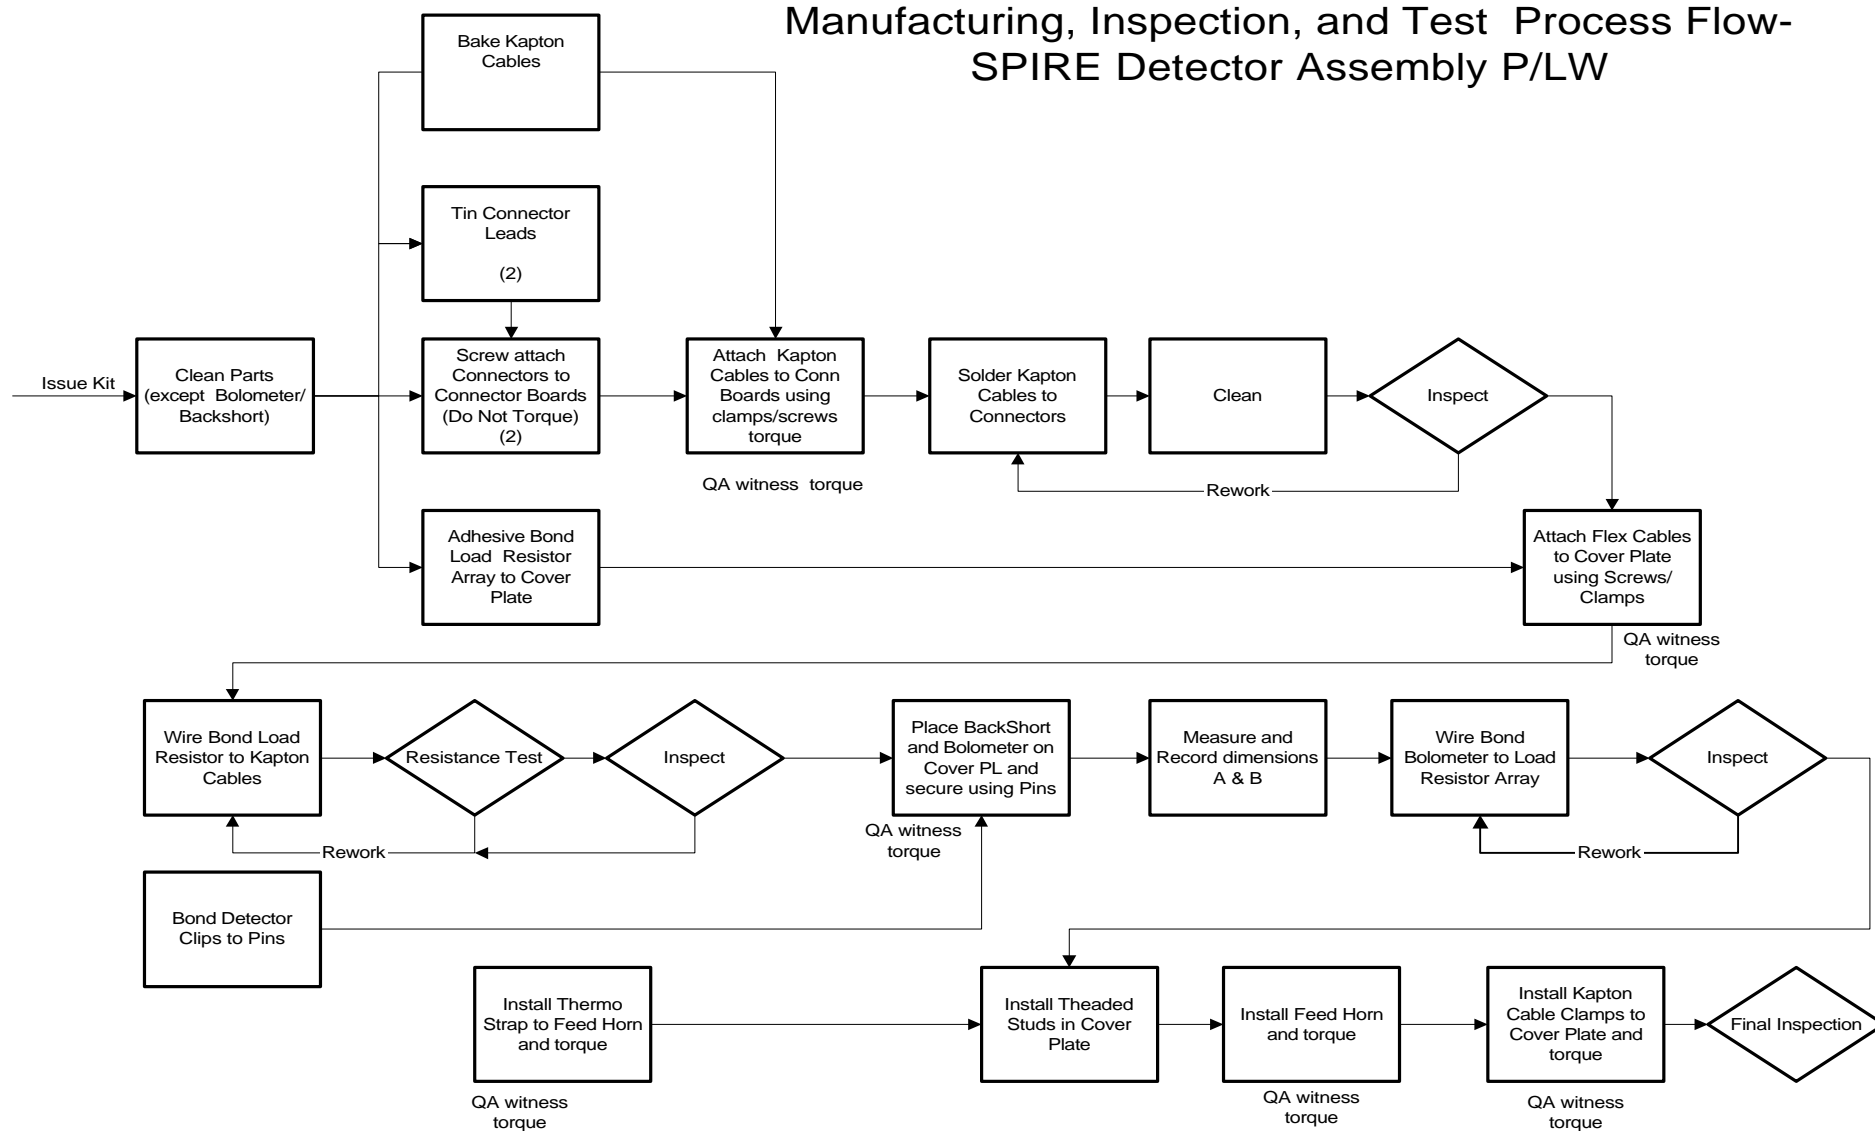 Manufacturing, Inspection, and Test Process Flow-
SPIRE Detector Assembly P/LW
Bake Kapton
Cables
Tin Connector
Leads
(2)
Issue Kit
Clean Parts
(except Bolometer/
Backshort)
Screw attach
Connectors to
Connector Boards
(Do Not Torque)
(2)
Attach Kapton
Cables to Conn
Boards using
clamps/screws
torque
QA witness torque
Solder Kapton
Cables to
Connectors
Clean
Inspect
Rework
Adhesive Bond
Load Resistor
Array to Cover
Plate
Attach Flex Cables
to Cover Plate
using Screws/
Clamps
QA witness
torque
Wire Bond Load
Resistor to Kapton
Cables
Resistance Test
Inspect
Rework
Place BackShort
and Bolometer on
Cover PL and
secure using Pins
QA witness
torque
Measure and
Record dimensions
A & B
Wire Bond
Bolometer to Load
Resistor Array
Inspect
Rework
Bond Detector
Clips to Pins
Install Thermo
Strap to Feed Horn
and torque
QA witness
torque
Install Theaded
Studs in Cover
Plate
Install Feed Horn
and torque
QA witness
torque
Install Kapton
Cable Clamps to
Cover Plate and
torque
QA witness
torque
Final Inspection